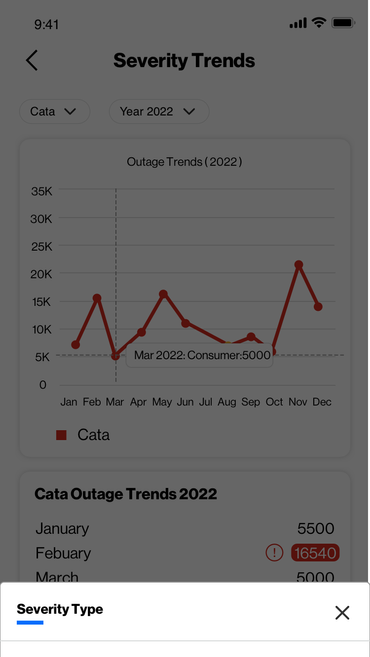 9:41
Severity Trends
Cata Year 2022
Outage Trends (2022)
35K
30K
25K
20K
15K
10K
5K
0
Mar 2022: Consumer:5000
Jan Feb Mar Apr May Jun Jul Aug Sep Oct Nov Dec
Cata
Cata Outage Trends 2022
January 5500
Febuary ! 16540
March 5000
Severity Type